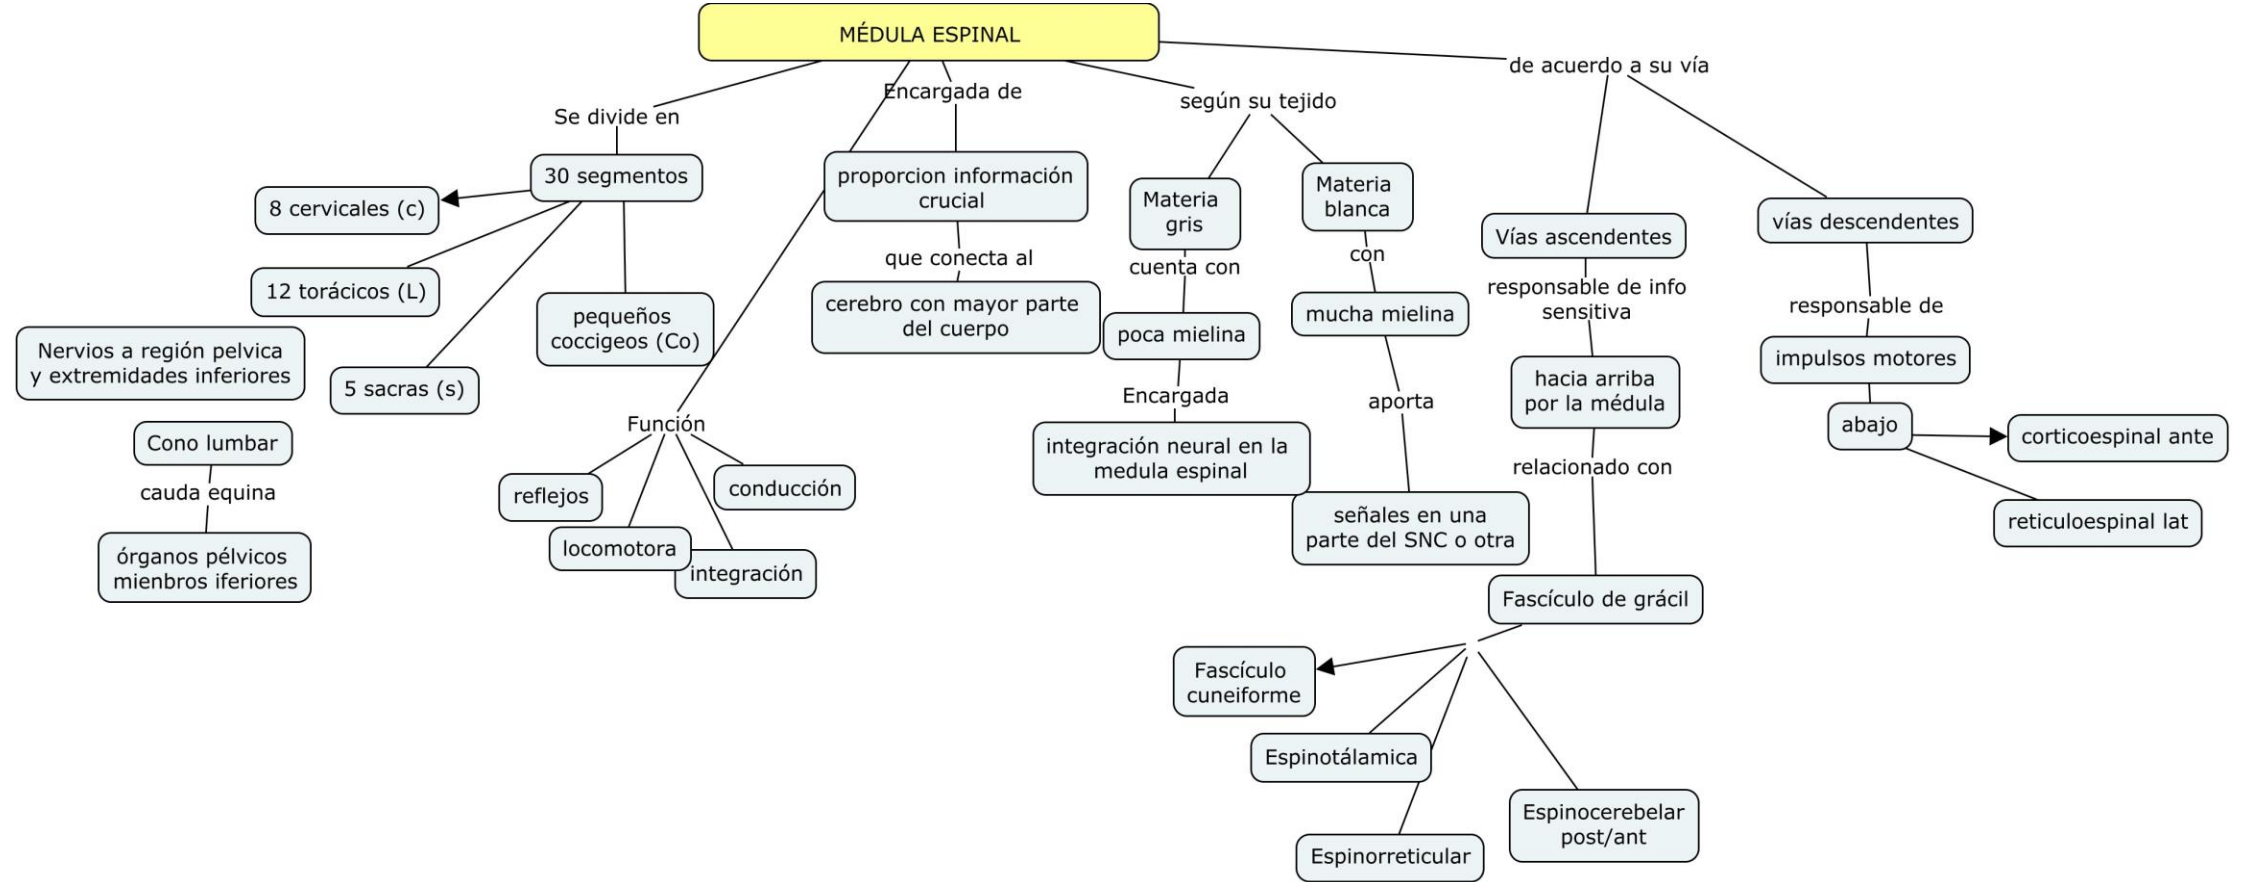 MÉDULA ESPINAL
Se divide en
30 segmentos
8 cervicales (c)
12 torácicos (L)
5 sacras (s)
pequeños
coccigeos (Co)
Nervios a región pelvica
y extremidades inferiores
Cono lumbar
cauda equina
órganos pélvicos
mienbros iferiores
Función
reflejos
locomotora
integración
conducción
Encargada de
proporcion información
crucial
que conecta al
cerebro con mayor parte
del cuerpo
según su tejido
Materia
gris
cuenta con
poca mielina
Encargada
integración neural en la
medula espinal
Materia
blanca
con
mucha mielina
aporta
señales en una
parte del SNC o otra
de acuerdo a su vía
Vías ascendentes
responsable de info
sensitiva
hacia arriba
por la médula
relacionado con
Fascículo de grácil
Fascículo
cuneiforme
Espinotálamica
Espinorreticular
Espinocerebelar
post/ant
vías descendentes
responsable de
impulsos motores
abajo
corticoespinal ante
reticuloespinal lat